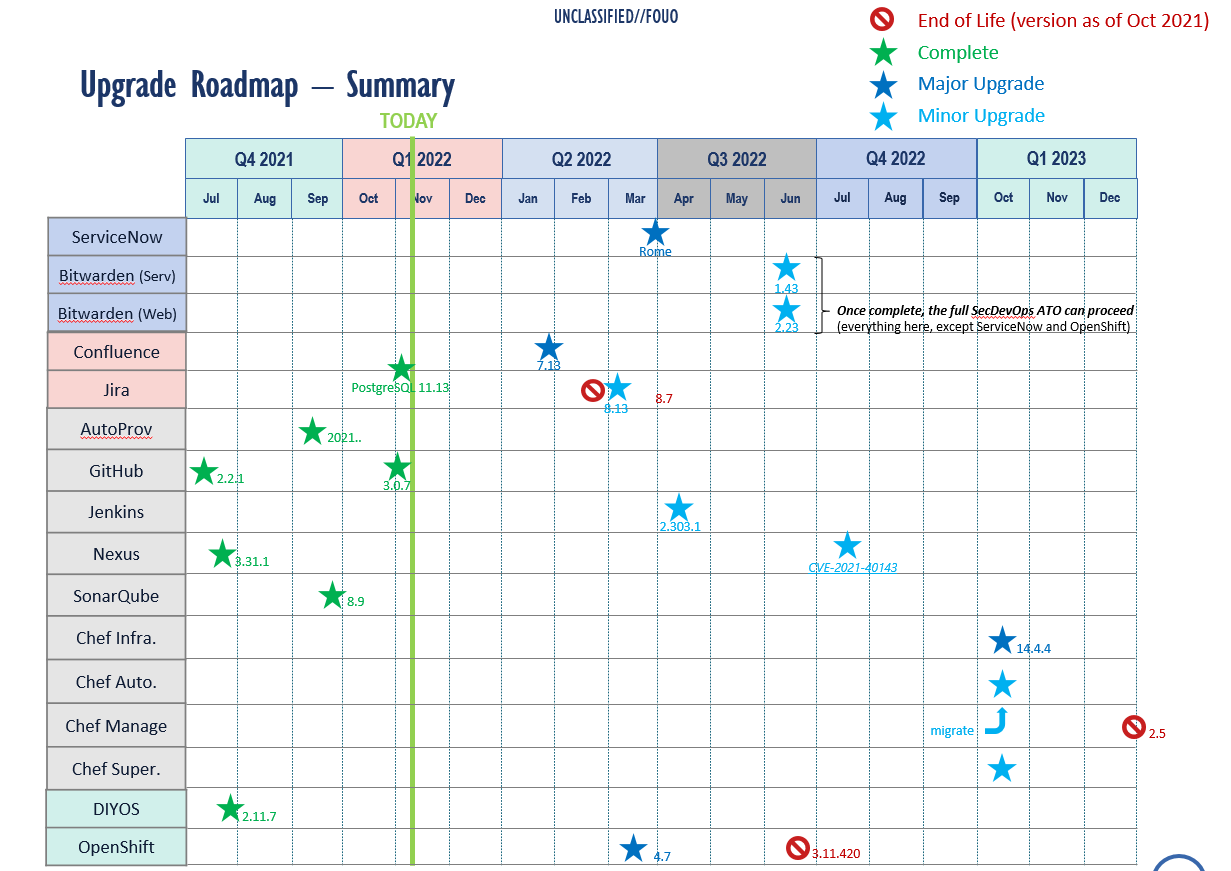 UNCLASSIFIED//FOUO
End of Life (version as of Oct 2021)
Complete
Major Upgrade
Minor Upgrade
Upgrade Roadmap – Summary
TODAY
Q4 2021 Q1 2022 Q2 2022 Q3 2022 Q4 2022 Q1 2023
Jul Aug Sep Oct Nov Dec Jan Feb Mar Apr May Jun Jul Aug Sep Oct Nov Dec
ServiceNow
Rome
Bitwarden (Serv)
1.43
Bitwarden (Web)
2.23
Once complete, the full SecDevOps ATO can proceed
(everything here, except ServiceNow and OpenShift)
Confluence
7.13
PostgreSQL 11.13
Jira
8.13
8.7
AutoProv
2021..
GitHub
2.2.1
3.0.7
Jenkins
2.303.1
Nexus
3.31.1
CVE-2021-40143
SonarQube
8.9
Chef Infra.
14.4.4
Chef Auto.
Chef Manage
migrate
2.5
Chef Super.
DIYOS
2.11.7
OpenShift
4.7
3.11.420